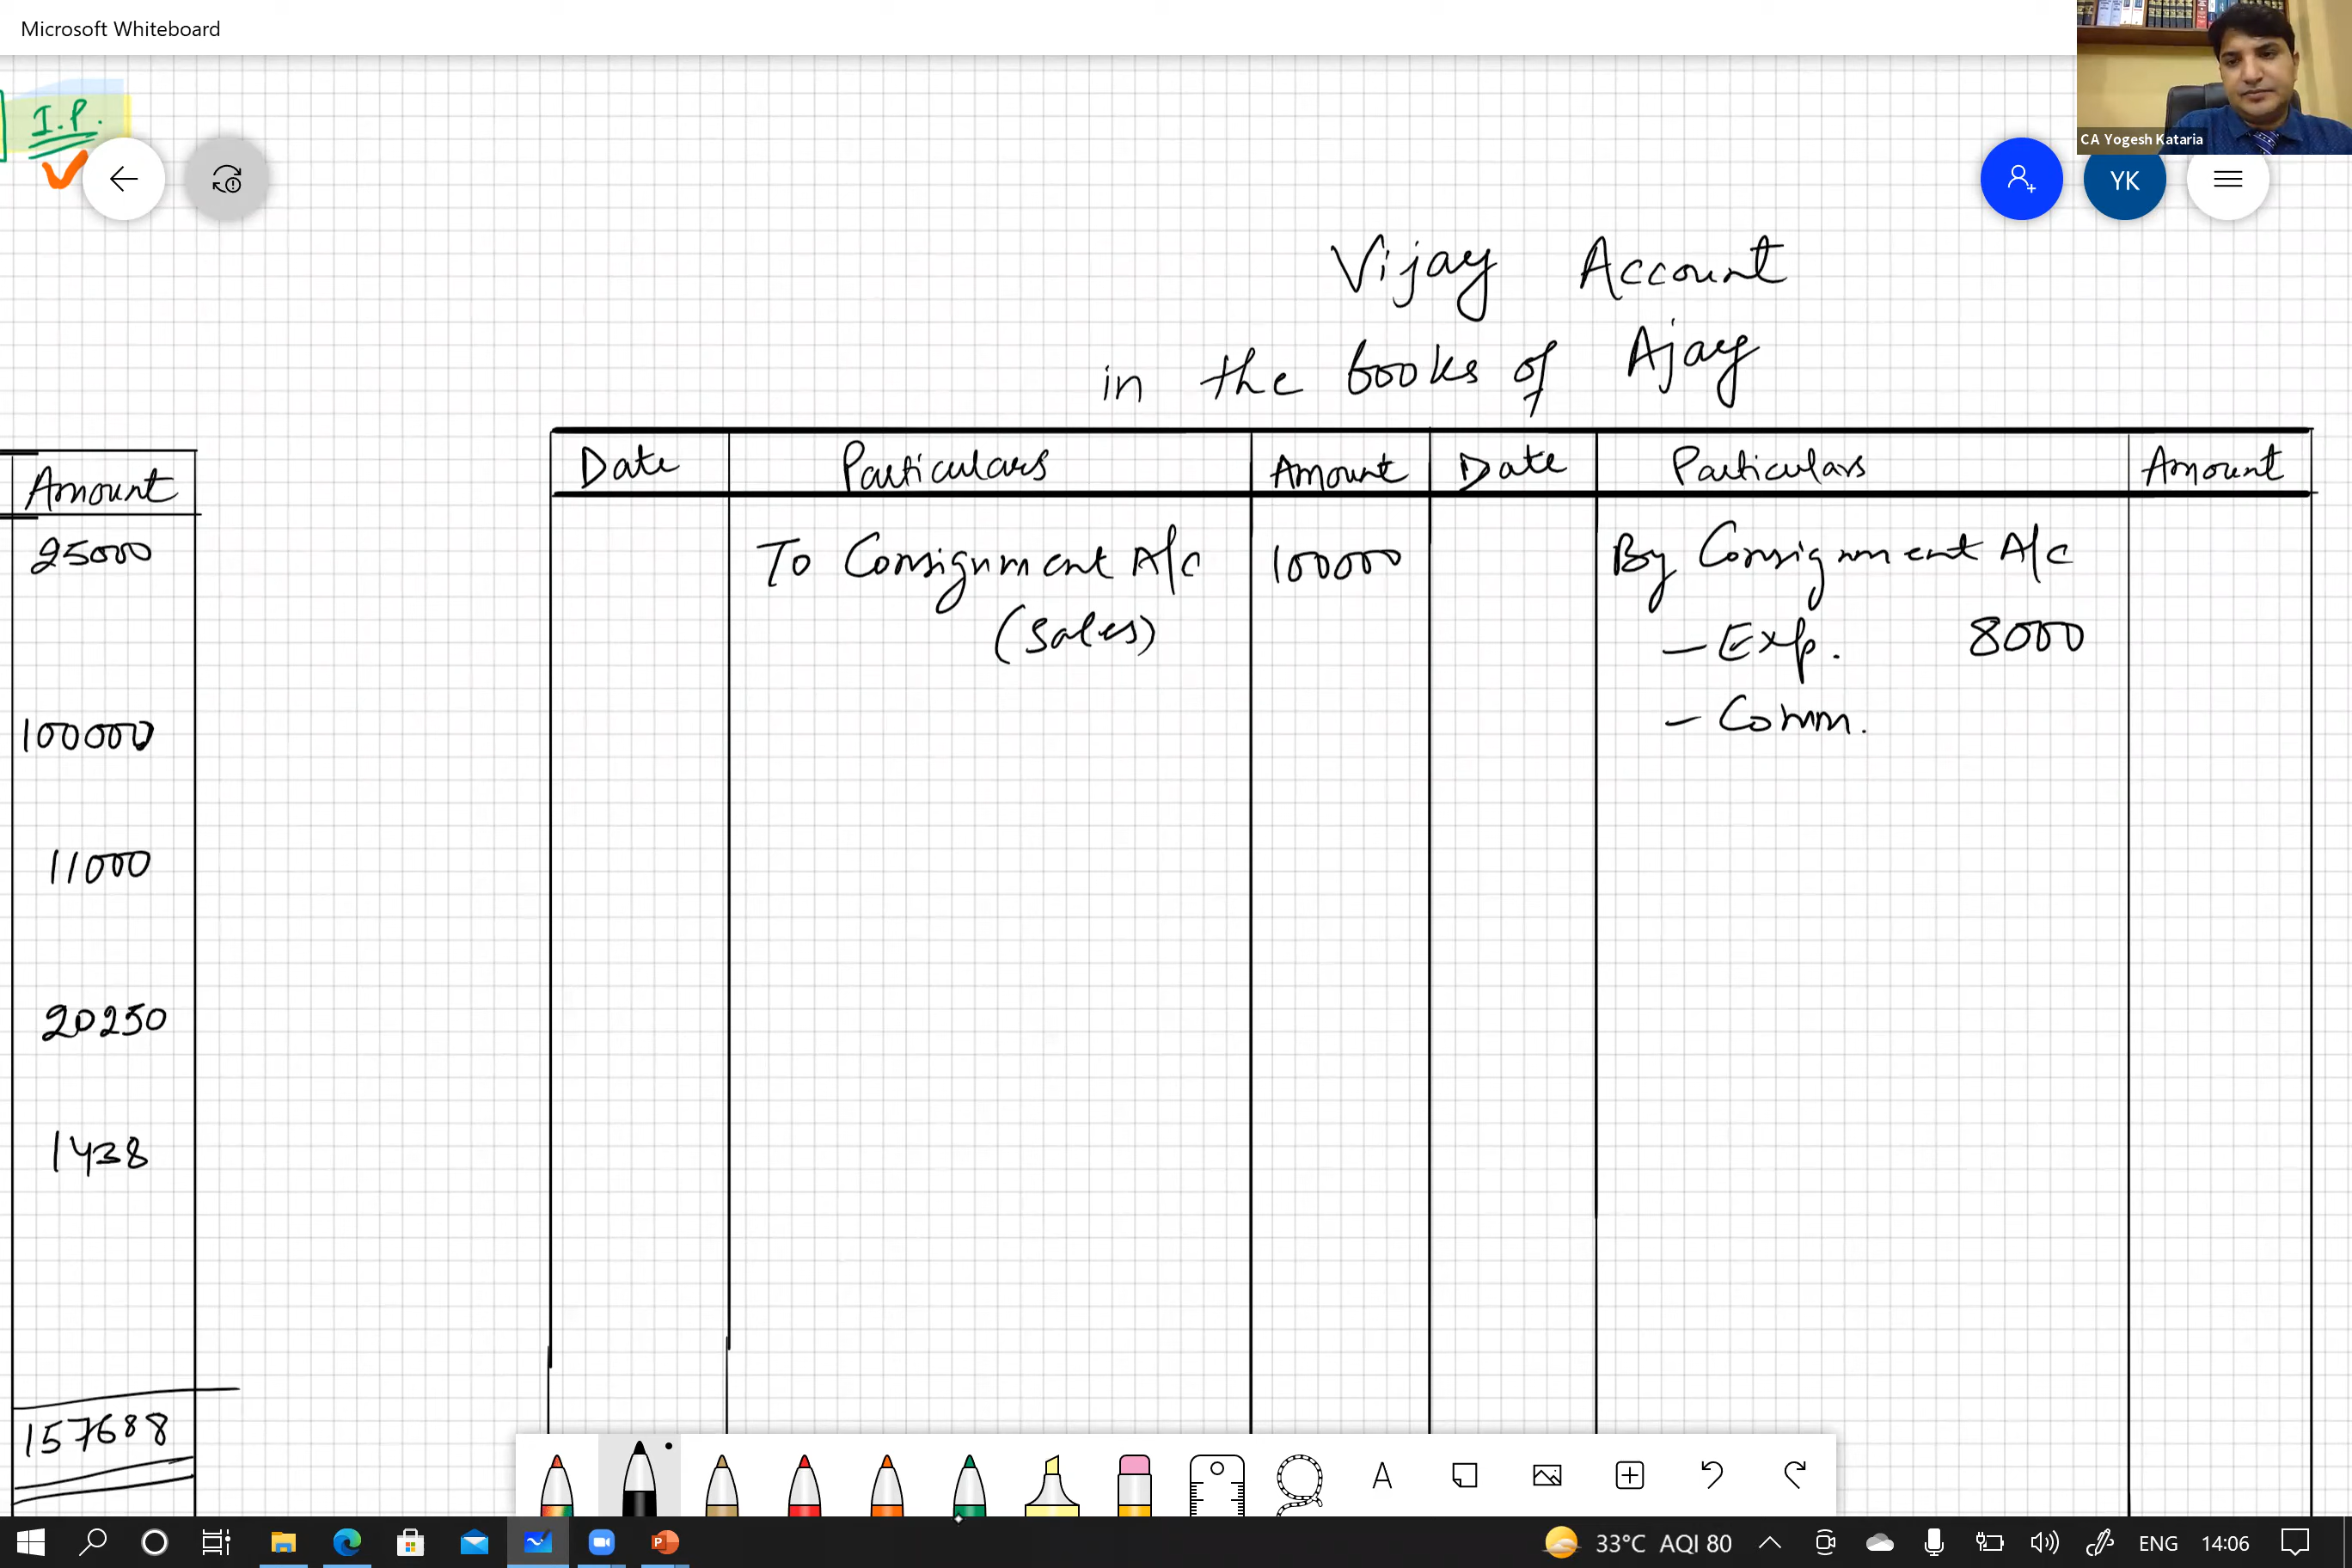 Microsoft Whiteboard
I.P.
CA Yogesh Kataria
YK
Vijay Account
in the books of Ajay
Amount
25000
100000
11000
20250
1438
157688
Date Particulars Amount Date Particulars Amount
To Consignment A/c 100000 By Consignment A/c
(Sales) - Exp. 8000
- Comm.
A
33°C AQI 80 ENG 14:06